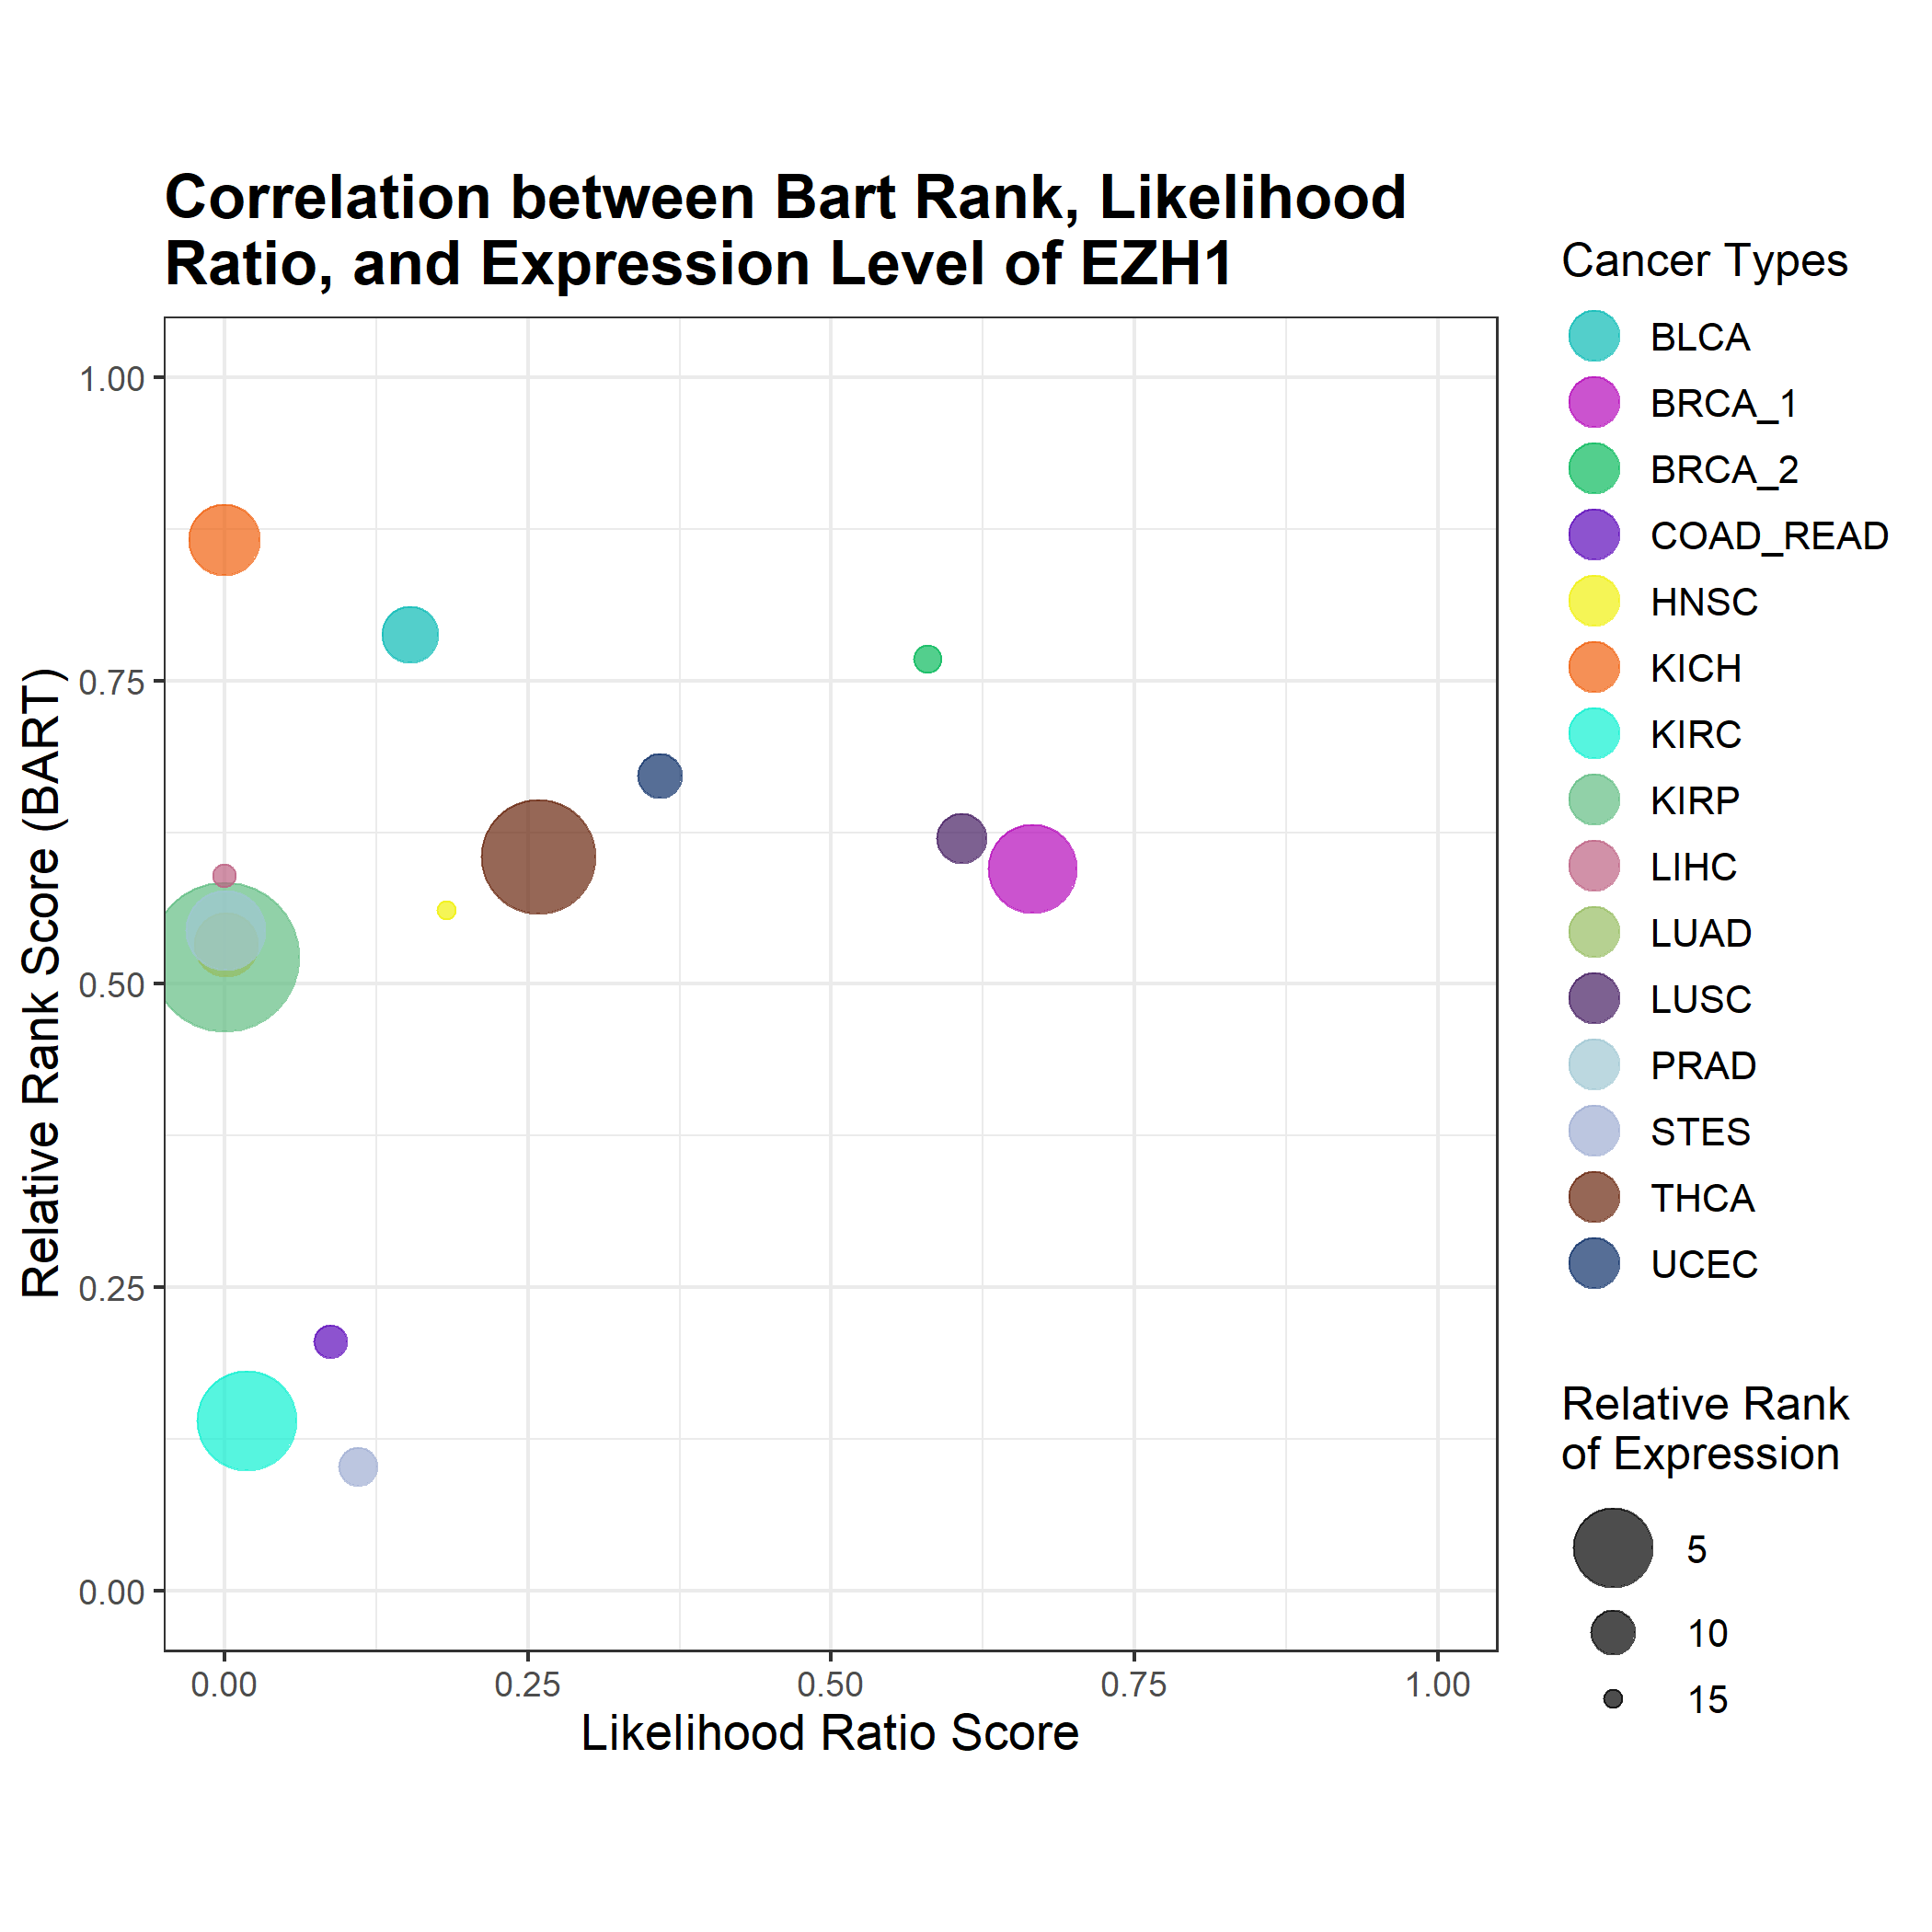 Correlation between Bart Rank, Likelihood
Ratio, and Expression Level of EZH1
Relative Rank Score (BART)
1.00
0.75
0.50
0.25
0.00
0.00
0.25
0.50
0.75
1.00
Likelihood Ratio Score
Cancer Types
BLCA
BRCA_1
BRCA_2
COAD_READ
HNSC
KICH
KIRC
KIRP
LIHC
LUAD
LUSC
PRAD
STES
THCA
UCEC
Relative Rank
of Expression
5
10
15